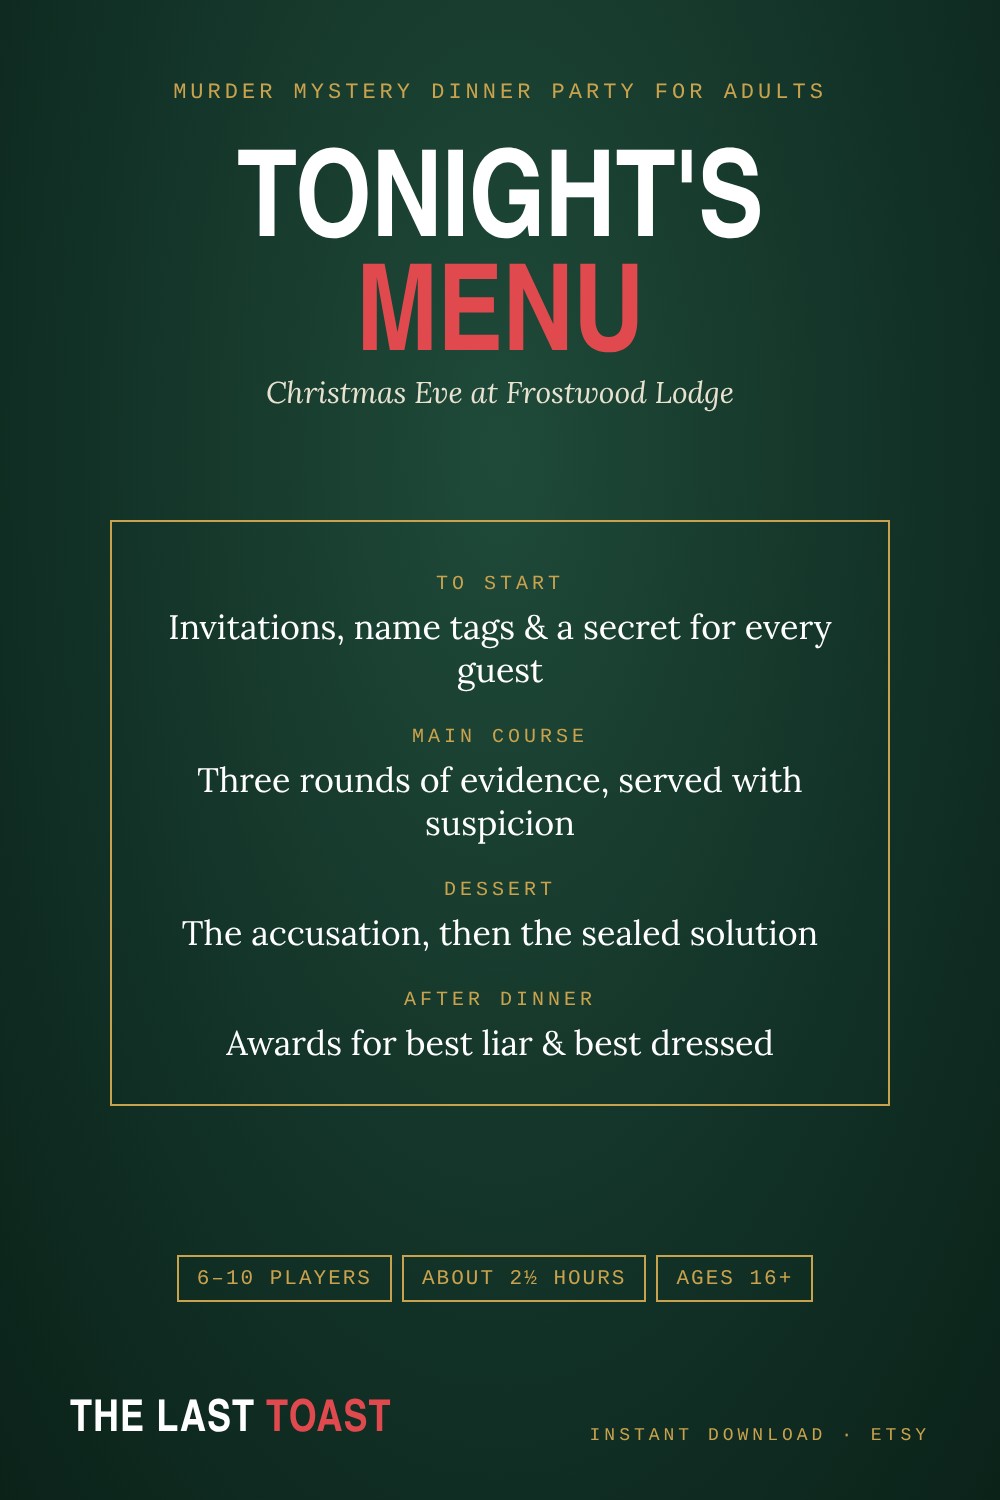 MURDER MYSTERY DINNER PARTY FOR ADULTS
TONIGHT'S
MENU
Christmas Eve at Frostwood Lodge
TO START
Invitations, name tags & a secret for every
guest
MAIN COURSE
Three rounds of evidence, served with
suspicion
DESSERT
The accusation, then the sealed solution
AFTER DINNER
Awards for best liar & best dressed
6–10 PLAYERS
ABOUT 2½ HOURS
AGES 16+
THE LAST TOAST
INSTANT DOWNLOAD · ETSY